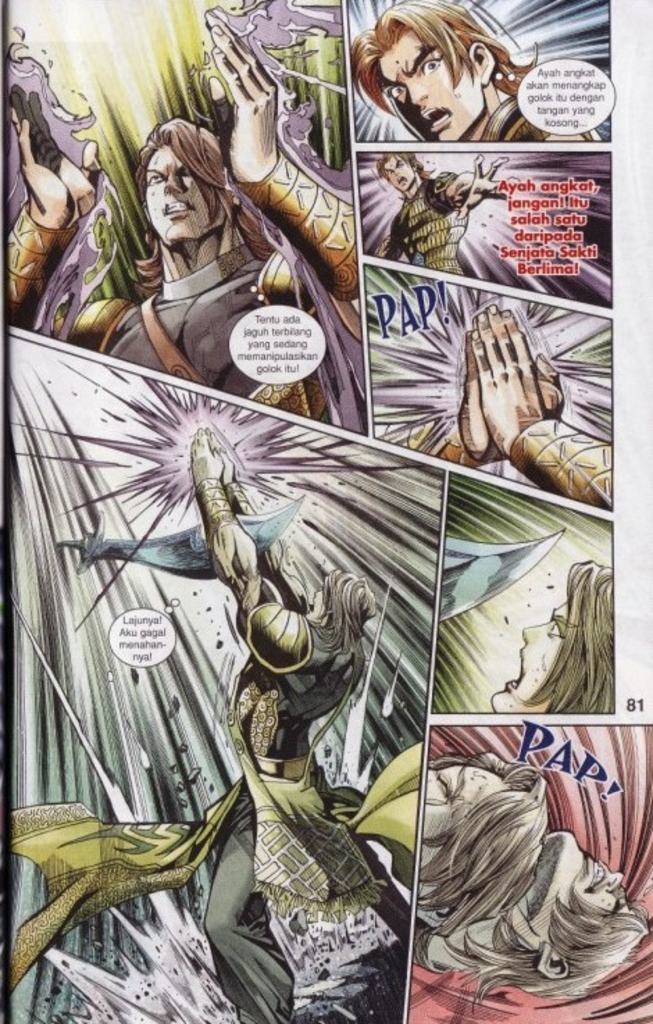 Tentu ada
jaguh terbilang
yang sedang
memanipulasikan
golok itu!
Ayah angkat
akan menangkap
golok itu dengan
tangan yang
kosong...
Ayah angkat,
jangan! Itu
salah satu
daripada
Senjata Sakti
Berlima!
PAP!
Lajunya!
Aku gagal
menahan-
nya!
81
PAP!